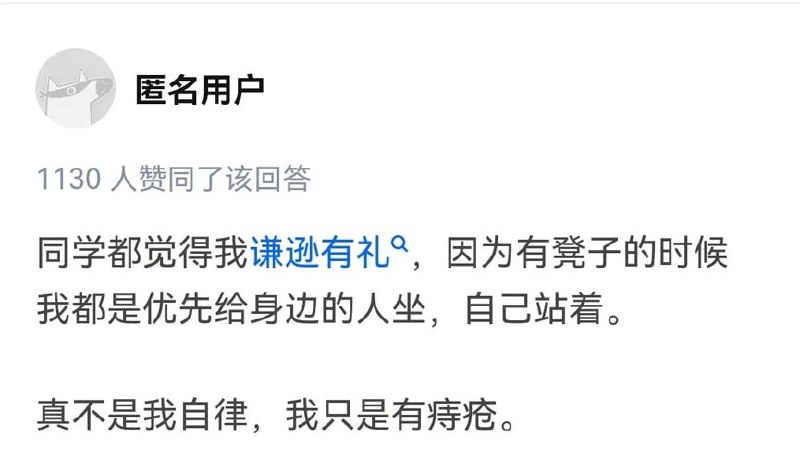 匿名用户
1130 人赞同了该回答
同学都觉得我谦逊有礼，因为有凳子的时候
我都是优先给身边的人坐，自己站着。
真不是我自律，我只是有痔疮。